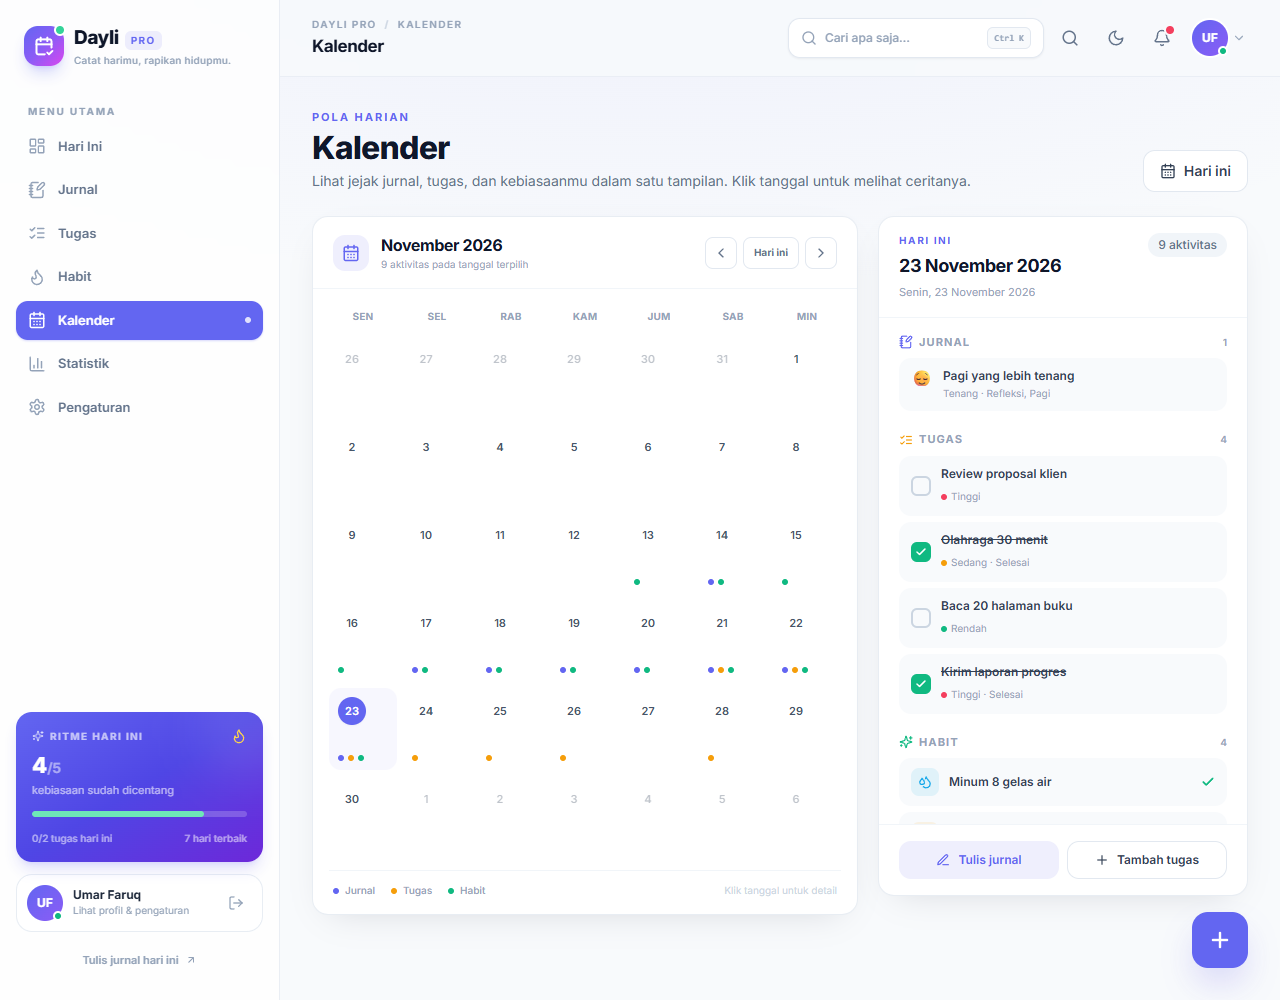 Dayli PRO
Catat harimu, rapikan hidupmu.
MENU UTAMA
Hari Ini
Jurnal
Tugas
Habit
Kalender
Statistik
Pengaturan
RITME HARI INI
4/5
kebiasaan sudah dicentang
0/2 tugas hari ini 7 hari terbaik
UF
Umar Faruq
Lihat profil & pengaturan
Tulis jurnal hari ini
DAYLI PRO / KALENDER
Kalender
Cari apa saja... Ctrl K
UF
POLA HARIAN
Kalender
Lihat jejak jurnal, tugas, dan kebiasaanmu dalam satu tampilan. Klik tanggal untuk melihat ceritanya.
Hari ini
November 2026
9 aktivitas pada tanggal terpilih
Hari ini
SEN SEL RAB KAM JUM SAB MIN
26 27 28 29 30 31 1
2 3 4 5 6 7 8
9 10 11 12 13 14 15
16 17 18 19 20 21 22
23 24 25 26 27 28 29
30 1 2 3 4 5 6
Jurnal Tugas Habit Klik tanggal untuk detail
HARI INI
9 aktivitas
23 November 2026
Senin, 23 November 2026
JURNAL 1
Pagi yang lebih tenang
Tenang · Refleksi, Pagi
TUGAS 4
Review proposal klien
Tinggi
Olahraga 30 menit
Sedang · Selesai
Baca 20 halaman buku
Rendah
Kirim laporan progres
Tinggi · Selesai
HABIT 4
Minum 8 gelas air
Tulis jurnal
Tambah tugas